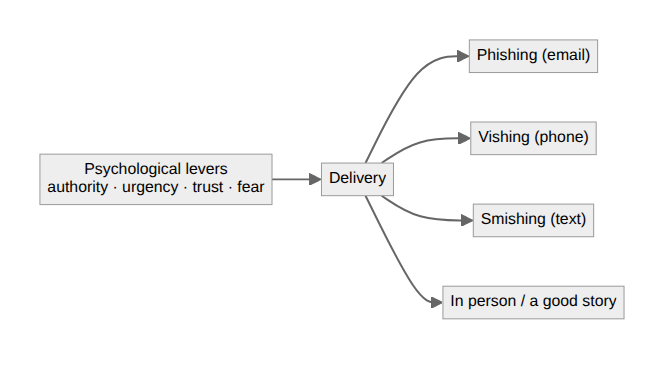 Psychological levers
authority · urgency · trust · fear
Delivery
Phishing (email)
Vishing (phone)
Smishing (text)
In person / a good story